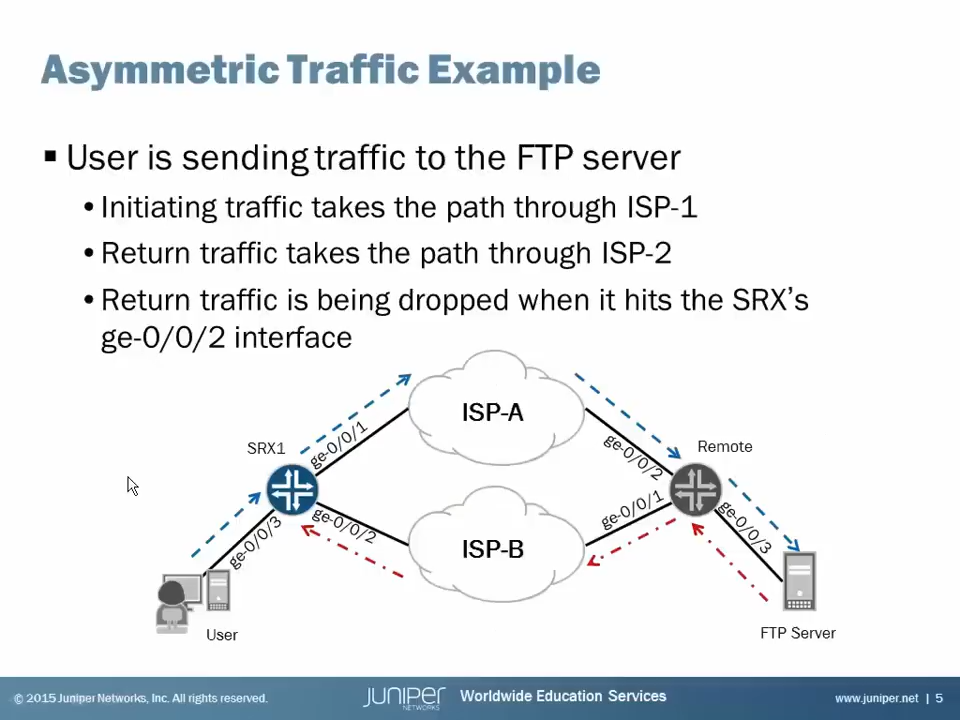 Asymmetric Traffic Example
▪ User is sending traffic to the FTP server
• Initiating traffic takes the path through ISP-1
• Return traffic takes the path through ISP-2
• Return traffic is being dropped when it hits the SRX’s
ge-0/0/2 interface
ISP-A
SRX1
Remote
ge-0/0/1
ge-0/0/2
ge-0/0/3
ge-0/0/2
ISP-B
ge-0/0/1
ge-0/0/3
User
FTP Server
© 2015 Juniper Networks, Inc. All rights reserved.
JUNIPER
NETWORKS
Worldwide Education Services
www.juniper.net | 5